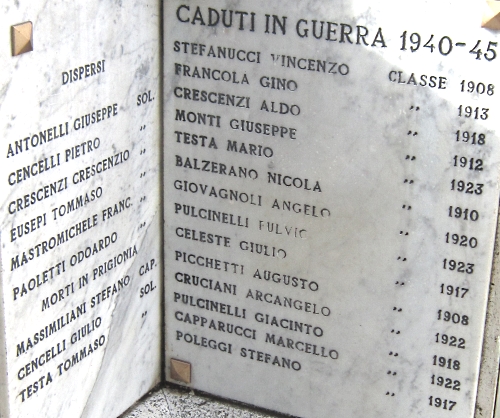 DISPERSI
ANTONELLI GIUSEPPE SOL.
CENCELLI PIETRO ,,
CRESCENZI CRESCENZIO ,,
EUSEPI TOMMASO ,,
MASTROMICHELE FRANC. ,,
PAOLETTI ODOARDO ,,
MORTI IN PRIGIONIA
MASSIMILIANI STEFANO CAP.
CENCELLI GIULIO SOL.
TESTA TOMMASO ,,
CADUTI IN GUERRA 1940-45
STEFANUCCI VINCENZO CLASSE 1908
FRANCOLA GINO ,, 1913
CRESCENZI ALDO ,, 1918
MONTI GIUSEPPE ,, 1912
TESTA MARIO ,, 1923
BALZERANO NICOLA ,, 1910
GIOVAGNOLI ANGELO ,, 1920
PULCINELLI FULVIO ,, 1923
CELESTE GIULIO ,, 1917
PICCHETTI AUGUSTO ,, 1908
CRUCIANI ARCANGELO ,, 1922
PULCINELLI GIACINTO ,, 1918
CAPPARUCCI MARCELLO ,, 1922
POLEGGI STEFANO ,, 1917